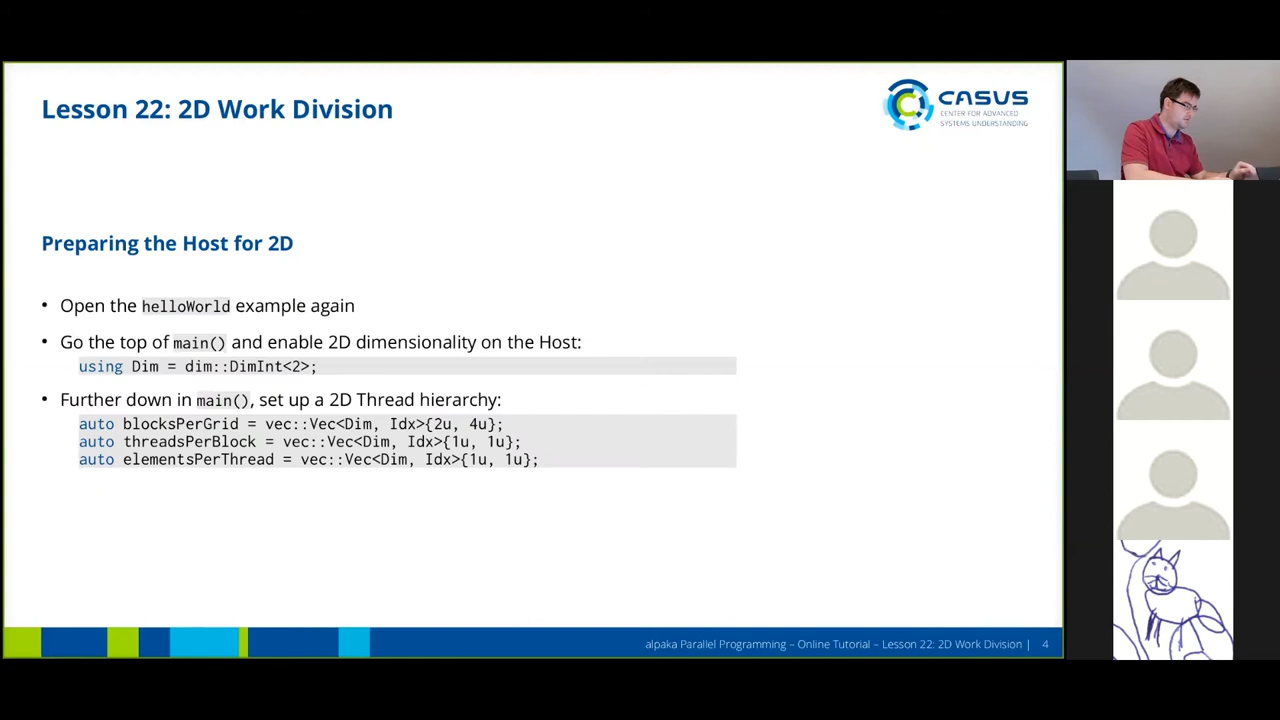 Lesson 22: 2D Work Division
CASUS
CENTER FOR ADVANCED
SYSTEMS UNDERSTANDING
Preparing the Host for 2D
• Open the helloWorld example again
• Go the top of main() and enable 2D dimensionality on the Host:
using Dim = dim::DimInt<2>;
• Further down in main(), set up a 2D Thread hierarchy:
auto blocksPerGrid = vec::Vec<Dim, Idx>{2u, 4u};
auto threadsPerBlock = vec::Vec<Dim, Idx>{1u, 1u};
auto elementsPerThread = vec::Vec<Dim, Idx>{1u, 1u};
alpaka Parallel Programming – Online Tutorial – Lesson 22: 2D Work Division | 4